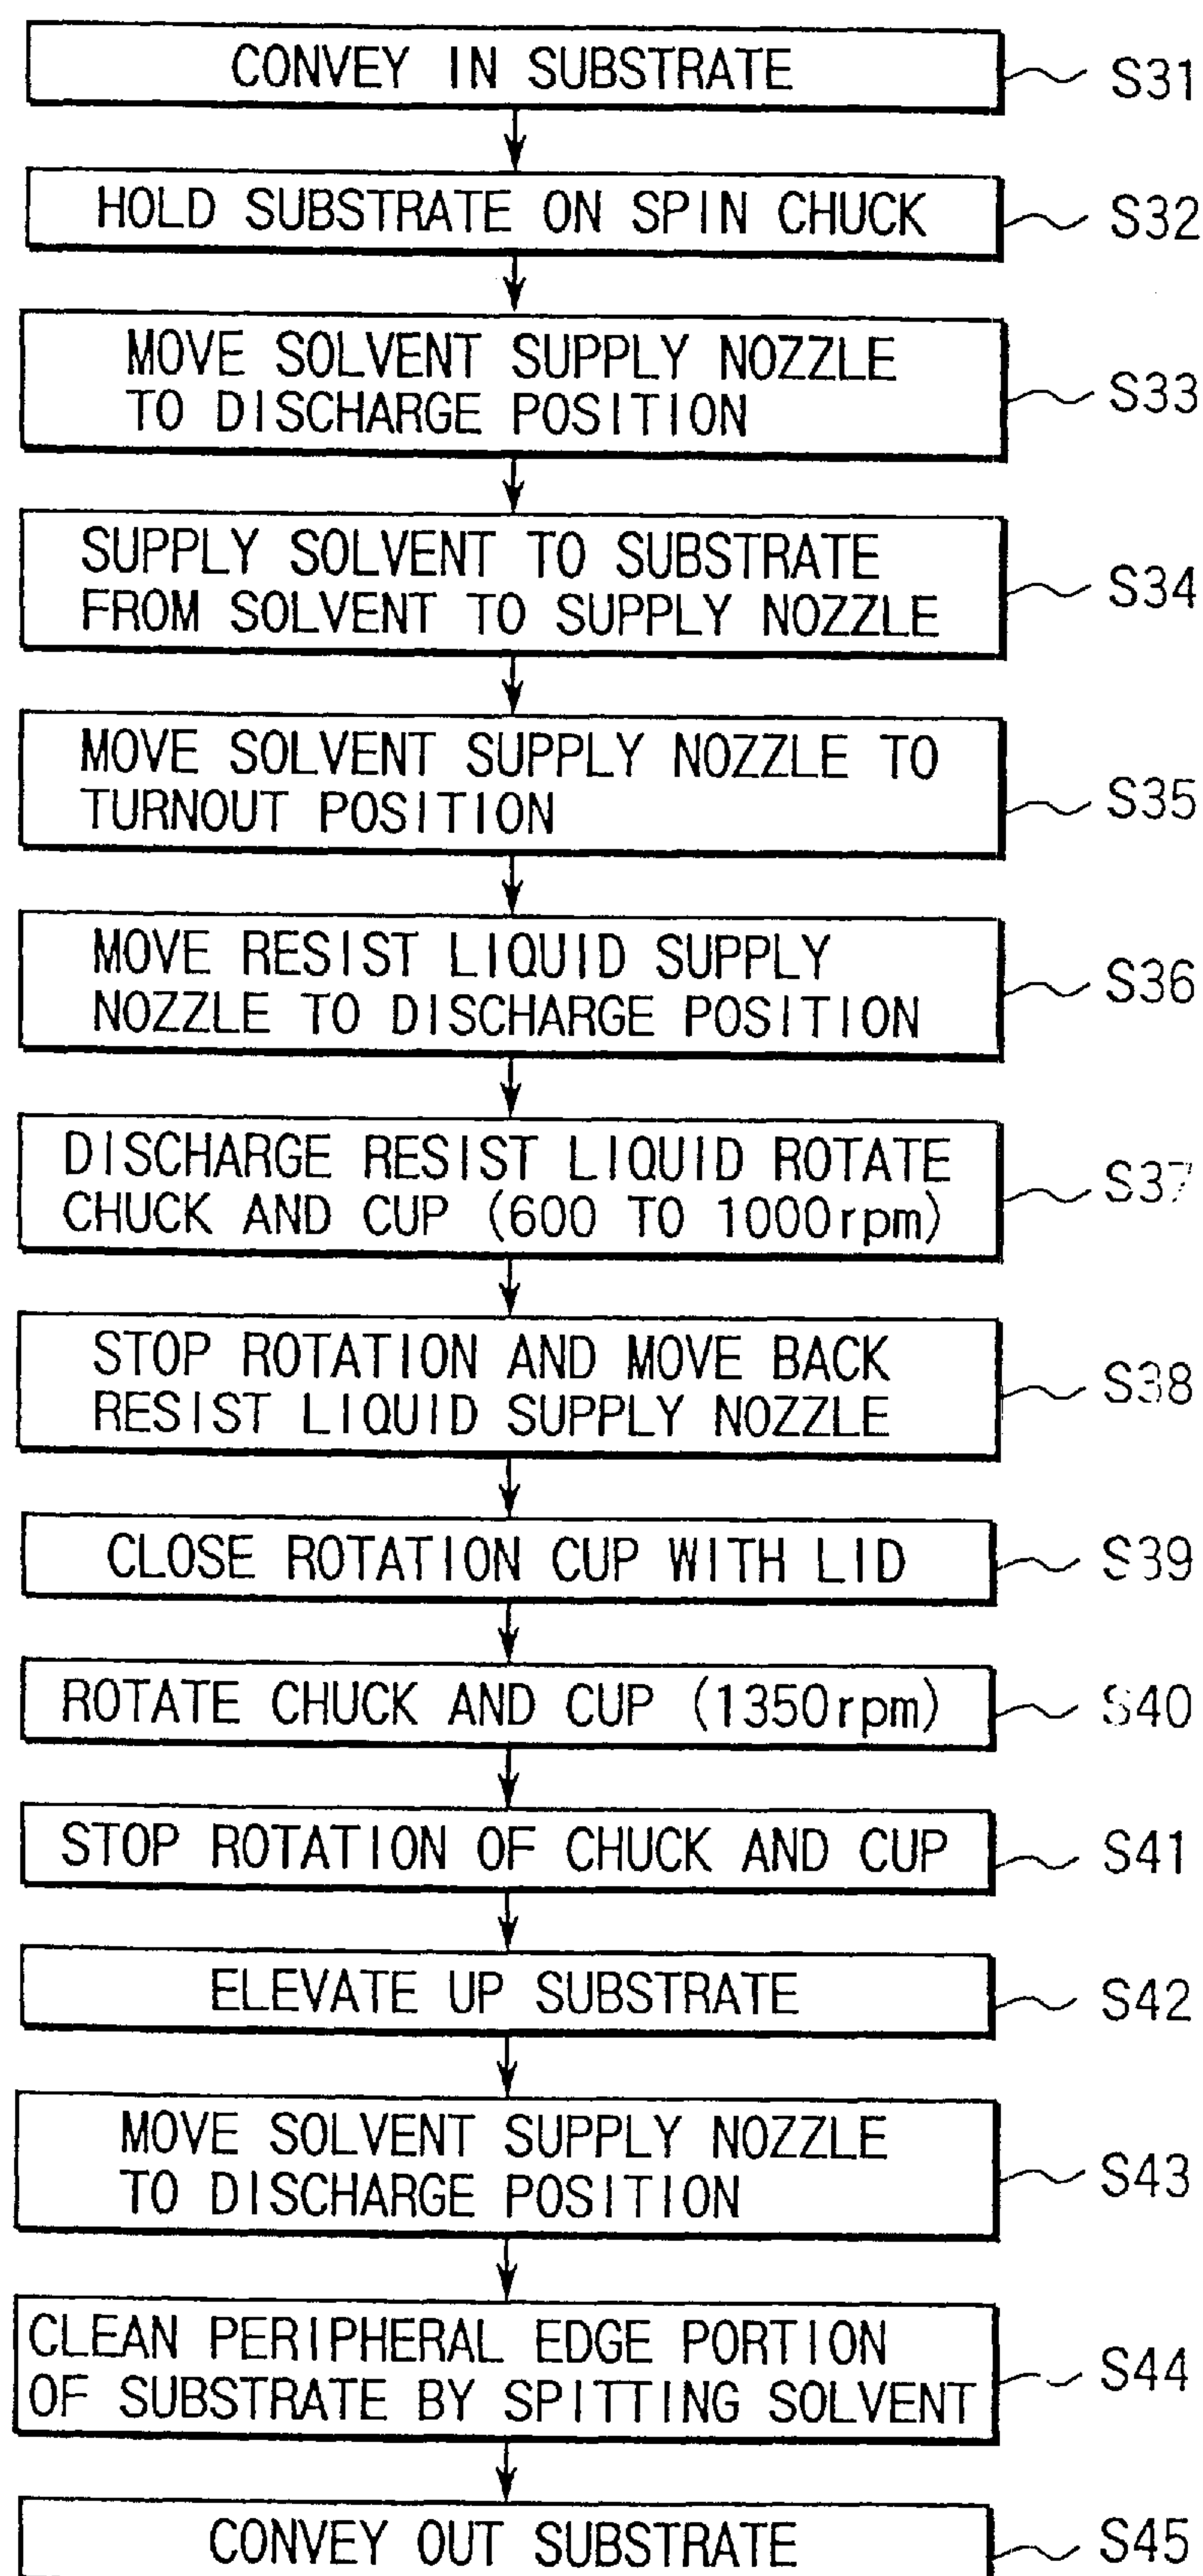 CONVEY IN SUBSTRATE
S31
HOLD SUBSTRATE ON SPIN CHUCK
S32
MOVE SOLVENT SUPPLY NOZZLE
TO DISCHARGE POSITION
S33
SUPPLY SOLVENT TO SUBSTRATE
FROM SOLVENT TO SUPPLY NOZZLE
S34
MOVE SOLVENT SUPPLY NOZZLE TO
TURNOUT POSITION
S35
MOVE RESIST LIQUID SUPPLY
NOZZLE TO DISCHARGE POSITION
S36
DISCHARGE RESIST LIQUID ROTATE
CHUCK AND CUP (600 TO 1000rpm)
S37
STOP ROTATION AND MOVE BACK
RESIST LIQUID SUPPLY NOZZLE
S38
CLOSE ROTATION CUP WITH LID
S39
ROTATE CHUCK AND CUP (1350rpm)
S40
STOP ROTATION OF CHUCK AND CUP
S41
ELEVATE UP SUBSTRATE
S42
MOVE SOLVENT SUPPLY NOZZLE
TO DISCHARGE POSITION
S43
CLEAN PERIPHERAL EDGE PORTION
OF SUBSTRATE BY SPITTING SOLVENT
S44
CONVEY OUT SUBSTRATE
S45